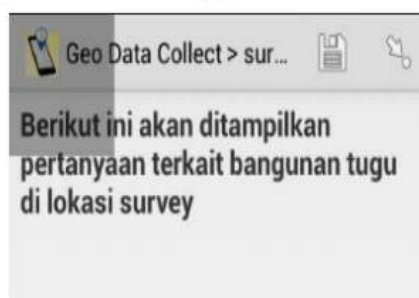 Geo Data Collect > sur...
Berikut ini akan ditampilkan
pertanyaan terkait bangunan tugu
di lokasi survey